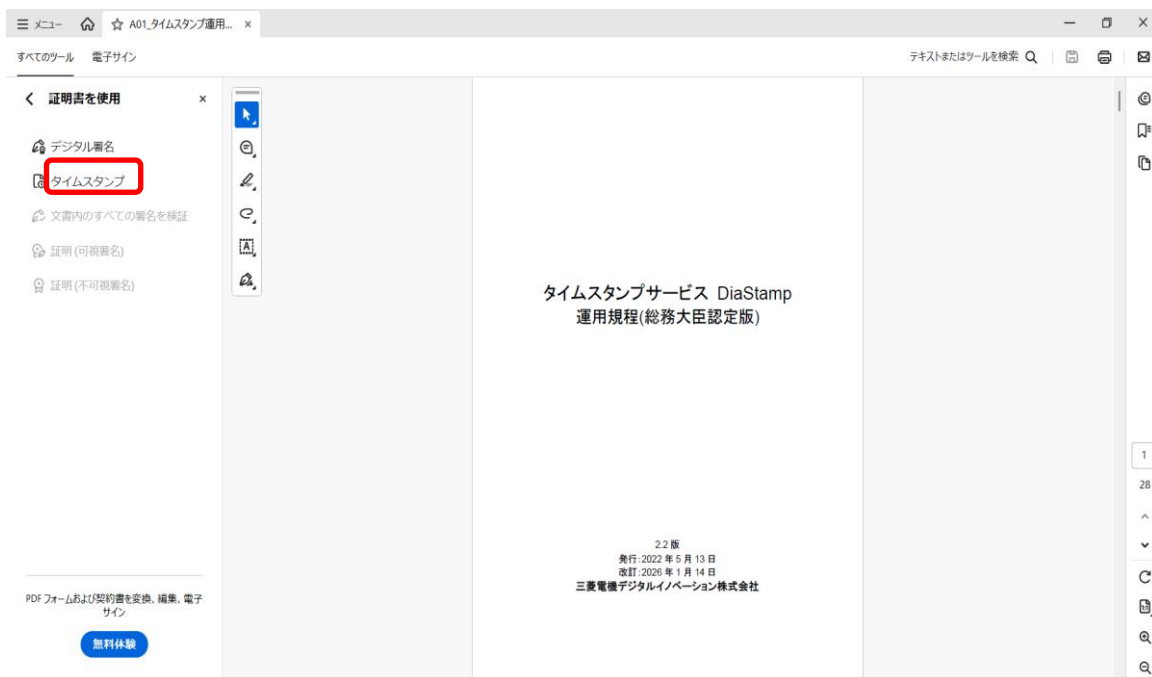 メニュー
A01_タイムスタンプ運用...
すべてのツール 電子サイン
テキストまたはツールを検索
証明書を使用
デジタル署名
タイムスタンプ
文書内のすべての署名を検証
証明 (可視署名)
証明 (不可視署名)
タイムスタンプサービス DiaStamp
運用規程(総務大臣認定版)
2.2 版
発行:2022 年 5 月 13 日
改訂:2026 年 1 月 14 日
三菱電機デジタルイノベーション株式会社
PDF フォームおよび契約書を変換、編集、電子
サイン
無料体験
1
28